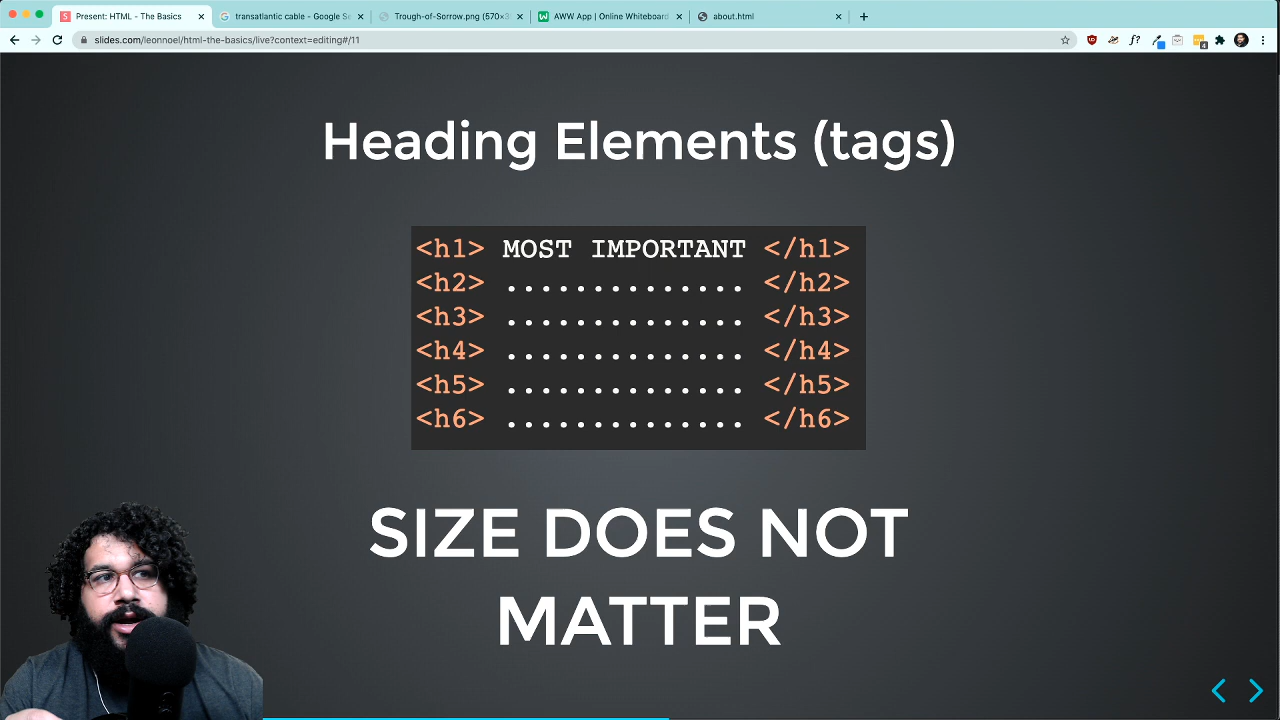 Present: HTML - The Basics
transatlantic cable - Google Se
Trough-of-Sorrow.png (570×3
AWW App | Online Whiteboard
about.html
slides.com/leonnoel/html-the-basics/live?context=editing#/11
Heading Elements (tags)
<h1> MOST IMPORTANT </h1>
<h2> .............. </h2>
<h3> .............. </h3>
<h4> .............. </h4>
<h5> .............. </h5>
<h6> .............. </h6>
SIZE DOES NOT
MATTER